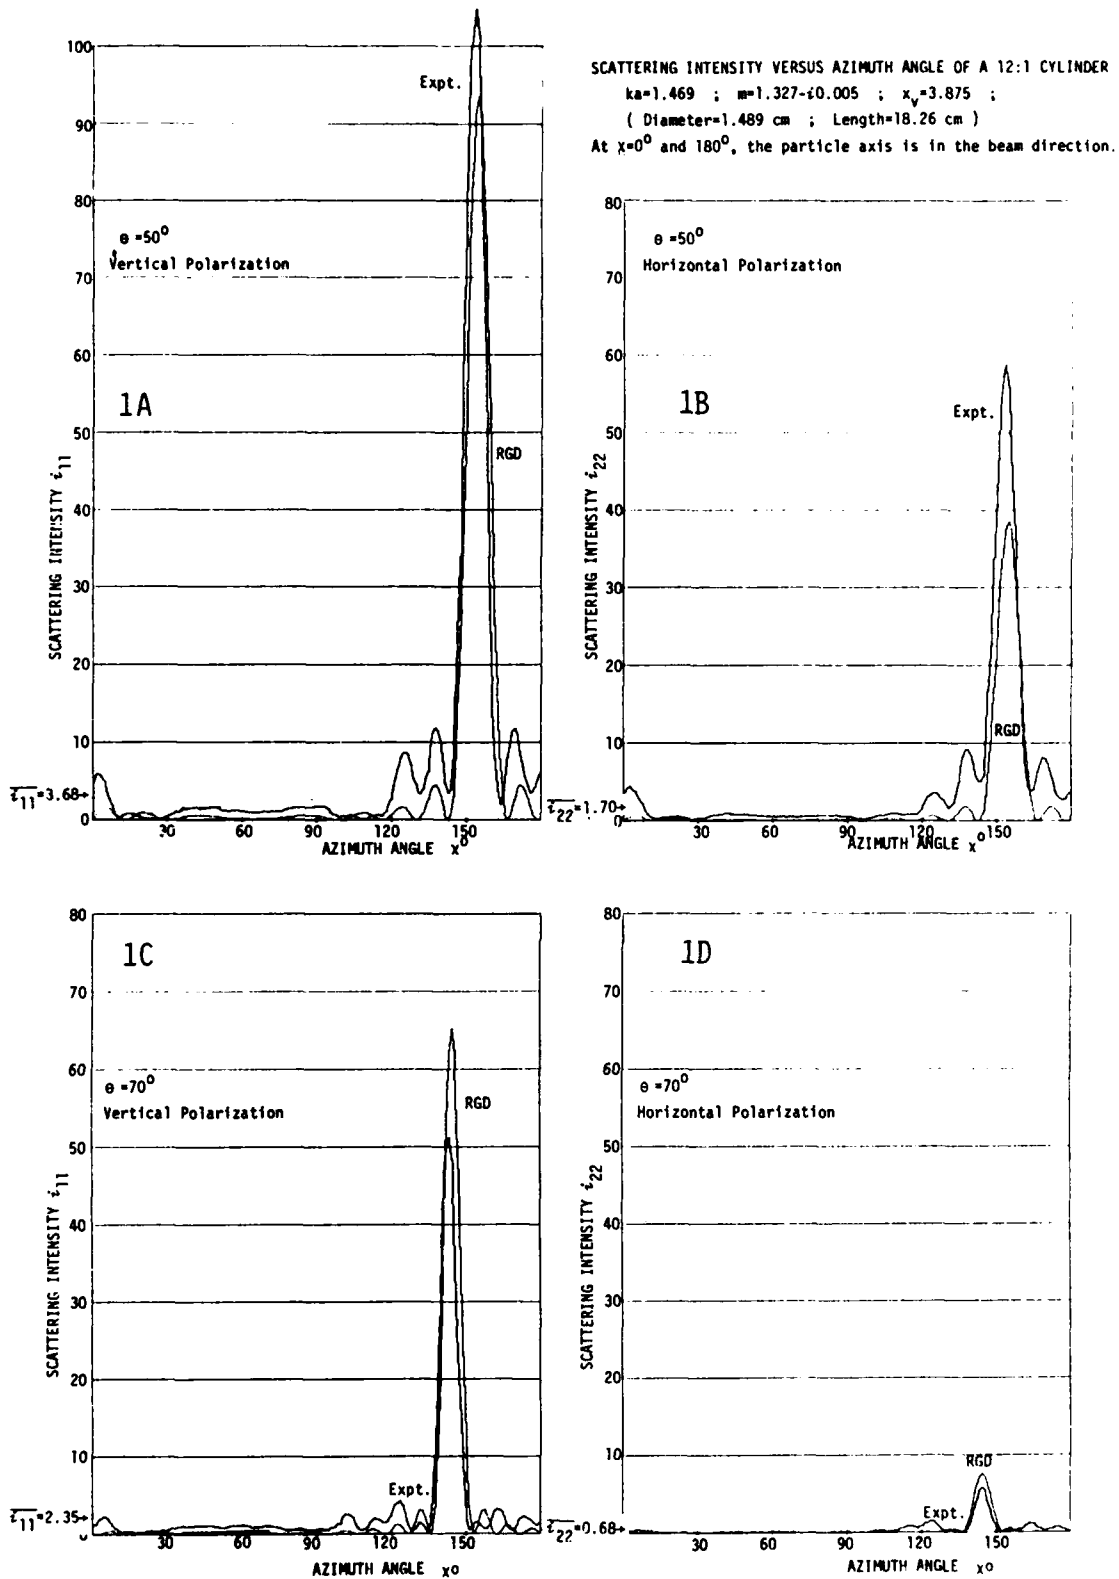 SCATTERING INTENSITY VERSUS AZIMUTH ANGLE OF A 12:1 CYLINDER
ka=1.469 ; m=1.327-i0.005 ; xv=3.875 ;
( Diameter=1.489 cm ; Length=18.26 cm )
At χ=0° and 180°, the particle axis is in the beam direction.
100
90
80
70
60
50
40
30
20
10
0
Expt.
θ =50°
Vertical Polarization
1A
RGD
SCATTERING INTENSITY i11
i11=3.68→
30 60 90 120 150
AZIMUTH ANGLE χ°
80
70
60
50
40
30
20
10
0
θ =50°
Horizontal Polarization
1B
Expt.
RGD
SCATTERING INTENSITY i22
i22=1.70→
30 60 90 120 150
AZIMUTH ANGLE χ°
80
70
60
50
40
30
20
10
0
1C
θ =70°
Vertical Polarization
RGD
Expt.
SCATTERING INTENSITY i11
i11=2.35→
30 60 90 120 150
AZIMUTH ANGLE χ°
80
70
60
50
40
30
20
10
1D
θ =70°
Horizontal Polarization
RGD
Expt.
SCATTERING INTENSITY i22
i22=0.68→
30 60 90 120 150
AZIMUTH ANGLE χ°